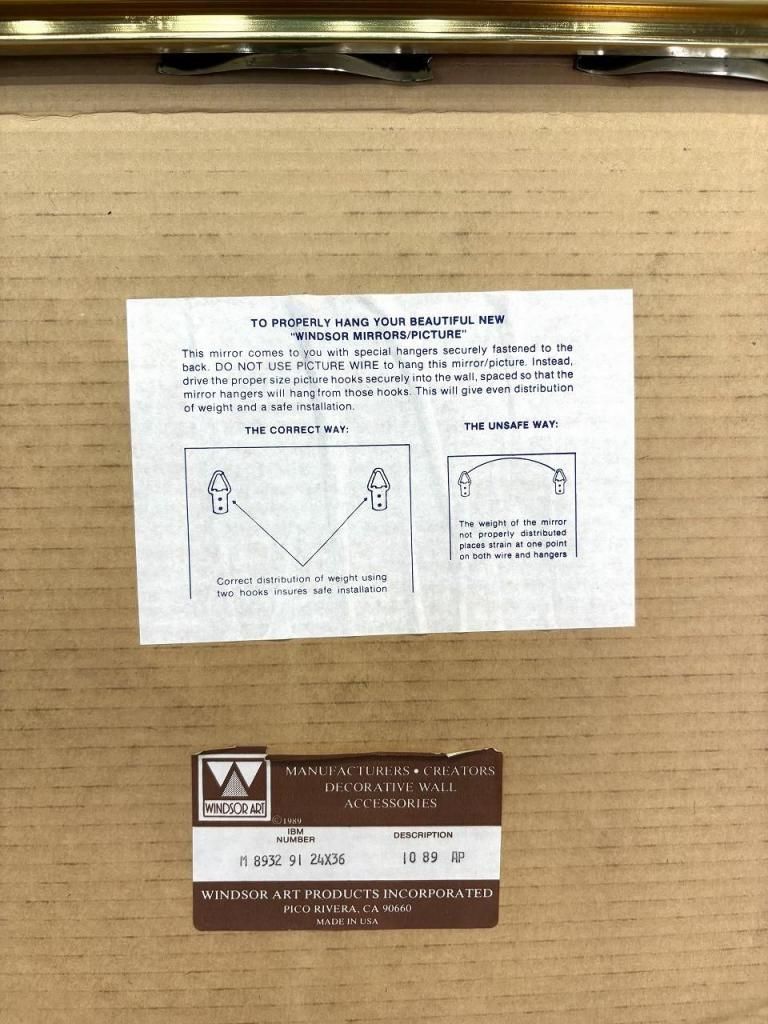 TO PROPERLY HANG YOUR BEAUTIFUL NEW
"WINDSOR MIRRORS/PICTURE"
This mirror comes to you with special hangers securely fastened to the
back. DO NOT USE PICTURE WIRE to hang this mirror/picture. Instead,
drive the proper size picture hooks securely into the wall, spaced so that the
mirror hangers will hang from those hooks. This will give even distribution
of weight and a safe installation.
THE CORRECT WAY:
Correct distribution of weight using
two hooks insures safe installation
THE UNSAFE WAY:
The weight of the mirror
not properly distributed
places strain at one point
on both wire and hangers
WINDSOR ART
MANUFACTURERS • CREATORS
DECORATIVE WALL
ACCESSORIES
©1989
IBM
NUMBER
DESCRIPTION
M 8932 91 24X36
10 89 AP
WINDSOR ART PRODUCTS INCORPORATED
PICO RIVERA, CA 90660
MADE IN USA